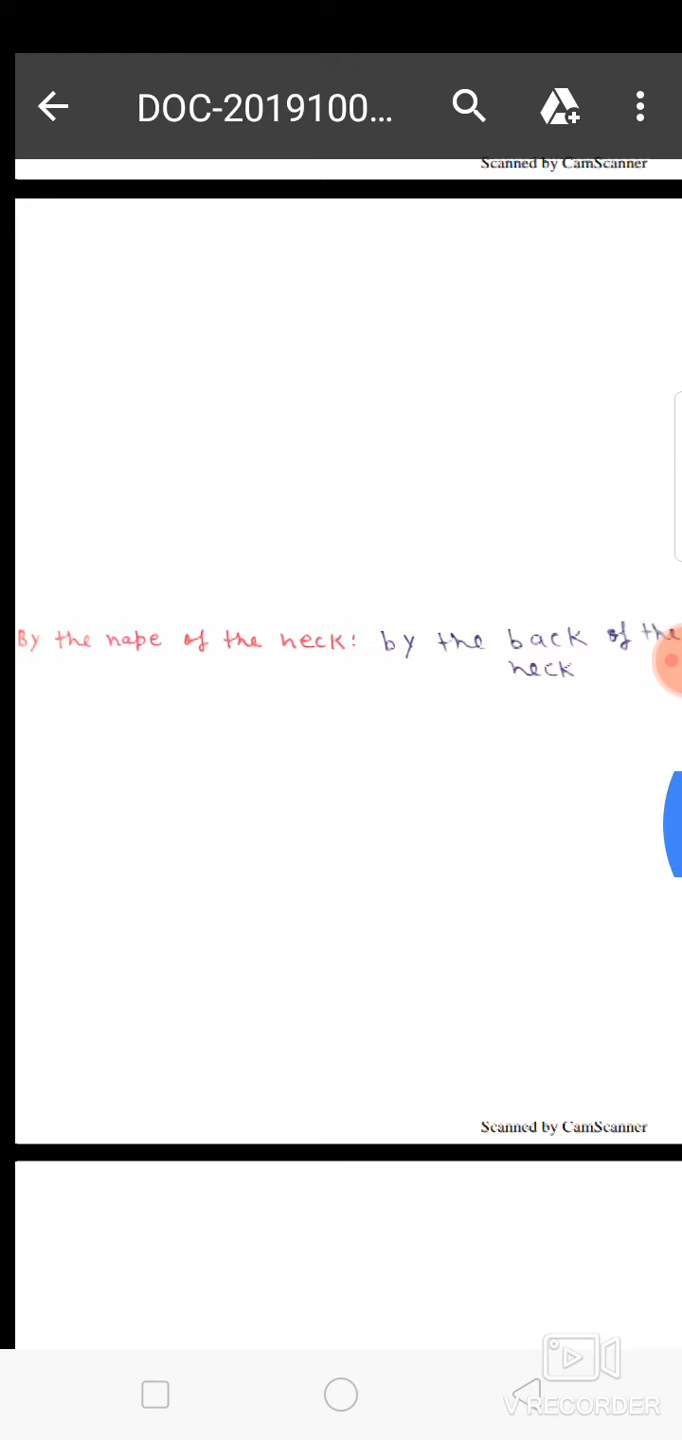 DOC-2019100...
Scanned by CamScanner
By the nape of the neck: by the back of the
neck
Scanned by CamScanner
V RECORDER